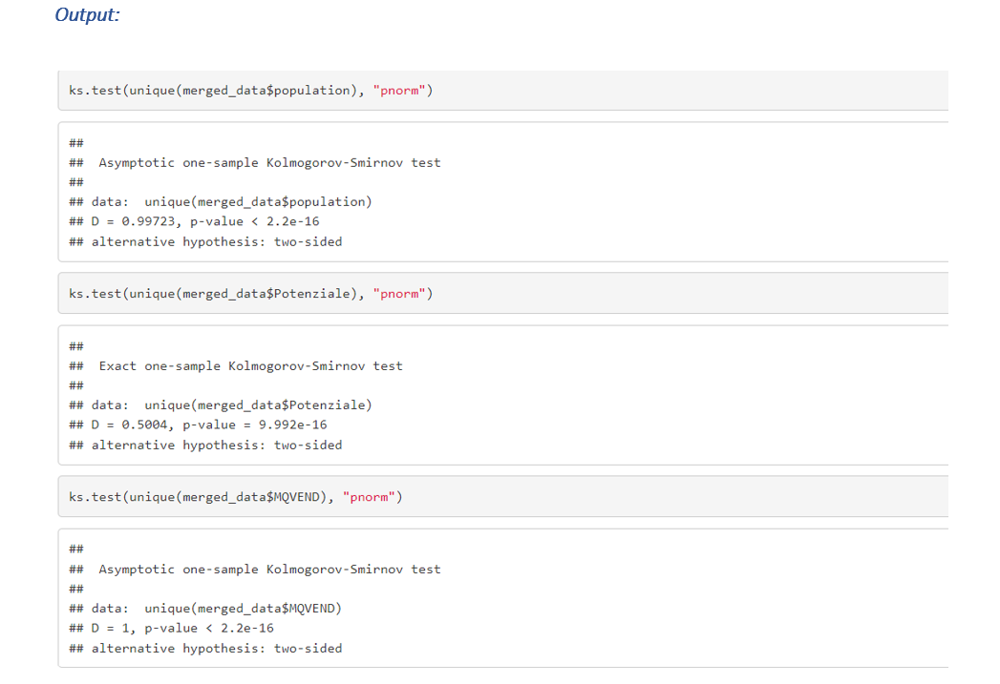 Output:
ks.test(unique(merged_data$population), "pnorm")
##
##  Asymptotic one-sample Kolmogorov-Smirnov test
##
## data:  unique(merged_data$population)
## D = 0.99723, p-value < 2.2e-16
## alternative hypothesis: two-sided
ks.test(unique(merged_data$Potenziale), "pnorm")
##
##  Exact one-sample Kolmogorov-Smirnov test
##
## data:  unique(merged_data$Potenziale)
## D = 0.5004, p-value = 9.992e-16
## alternative hypothesis: two-sided
ks.test(unique(merged_data$MQVEND), "pnorm")
##
##  Asymptotic one-sample Kolmogorov-Smirnov test
##
## data:  unique(merged_data$MQVEND)
## D = 1, p-value < 2.2e-16
## alternative hypothesis: two-sided